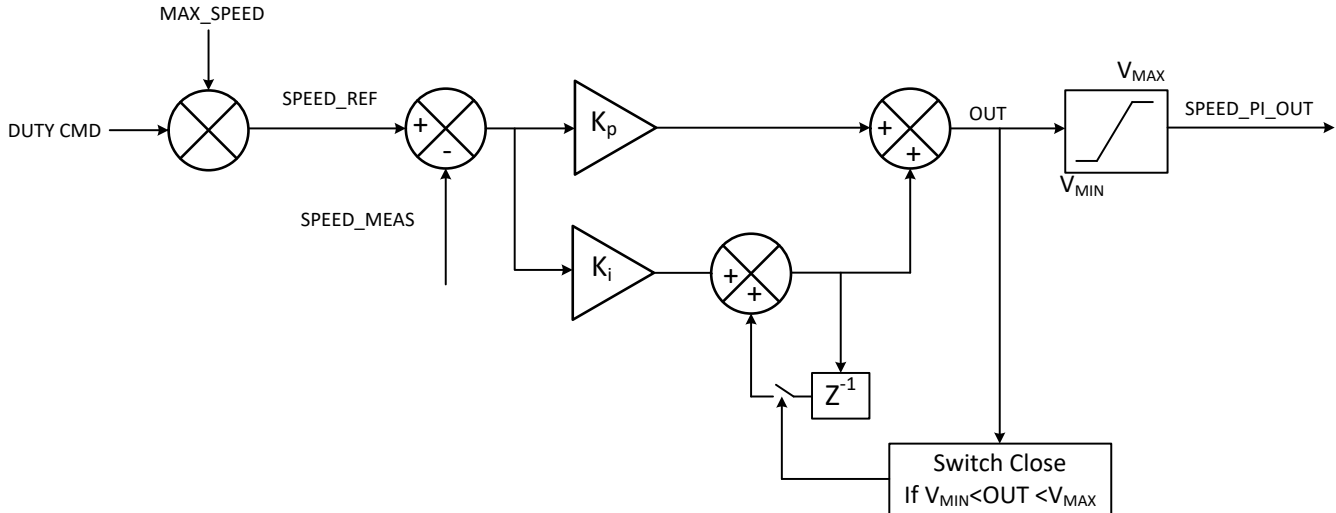 MAX_SPEED
DUTY CMD
SPEED_REF
+
-
SPEED_MEAS
Kp
Ki
+
+
+
+
OUT
VMAX
VMIN
SPEED_PI_OUT
Z-1
Switch Close
If VMIN<OUT <VMAX